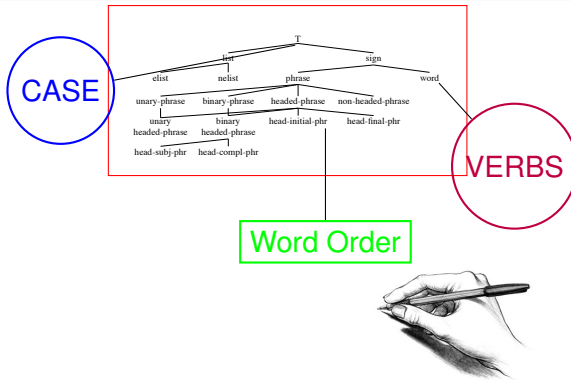 T
list sign
elist nelist phrase word
CASE
unary-phrase binary-phrase headed-phrase non-headed-phrase
unary binary head-initial-phr head-final-phr
headed-phrase headed-phrase
head-subj-phr head-compl-phr
VERBS
Word Order